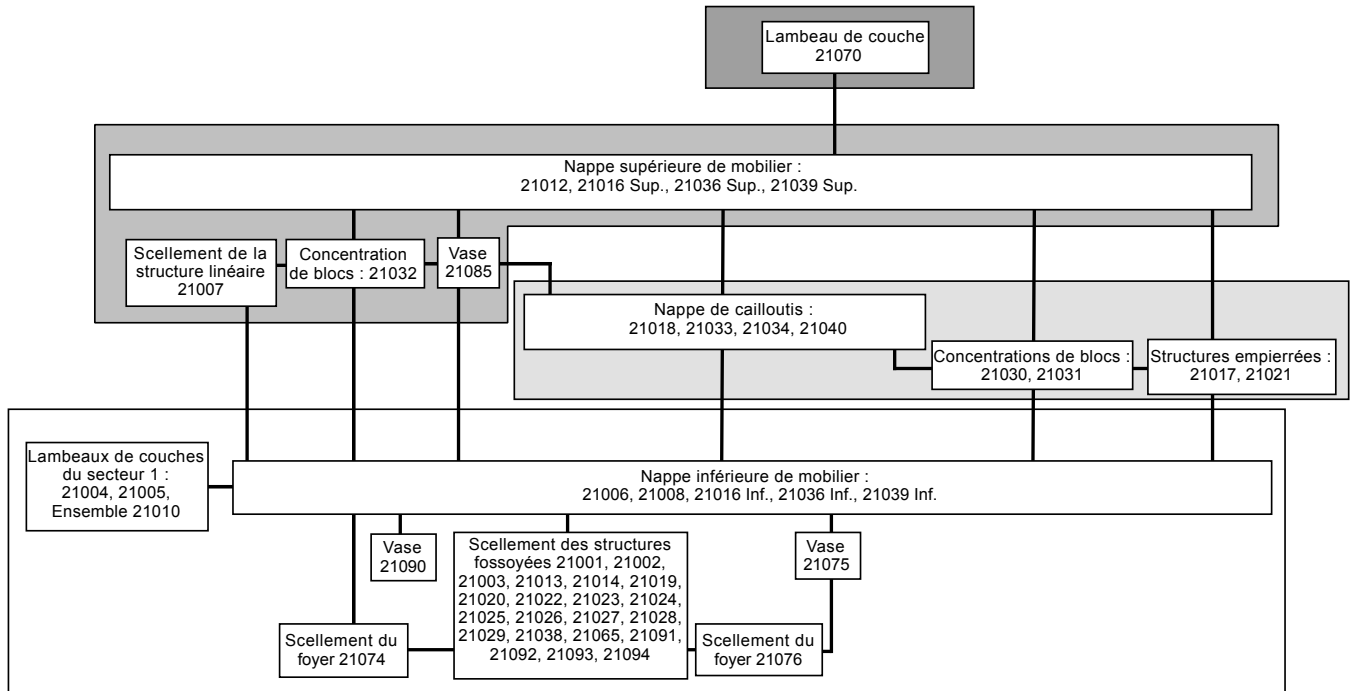 Lambeau de couche
21070
Nappe supérieure de mobilier :
21012, 21016 Sup., 21036 Sup., 21039 Sup.
Scellement de la
structure linéaire
21007
Concentration
de blocs : 21032
Vase
21085
Nappe de cailloutis :
21018, 21033, 21034, 21040
Concentrations de blocs :
21030, 21031
Structures empierrées :
21017, 21021
Lambeaux de couches
du secteur 1 :
21004, 21005,
Ensemble 21010
Nappe inférieure de mobilier :
21006, 21008, 21016 Inf., 21036 Inf., 21039 Inf.
Vase
21090
Scellement des structures
fossoyées 21001, 21002,
21003, 21013, 21014, 21019,
21020, 21022, 21023, 21024,
21025, 21026, 21027, 21028,
21029, 21038, 21065, 21091,
21092, 21093, 21094
Vase
21075
Scellement du
foyer 21074
Scellement du
foyer 21076